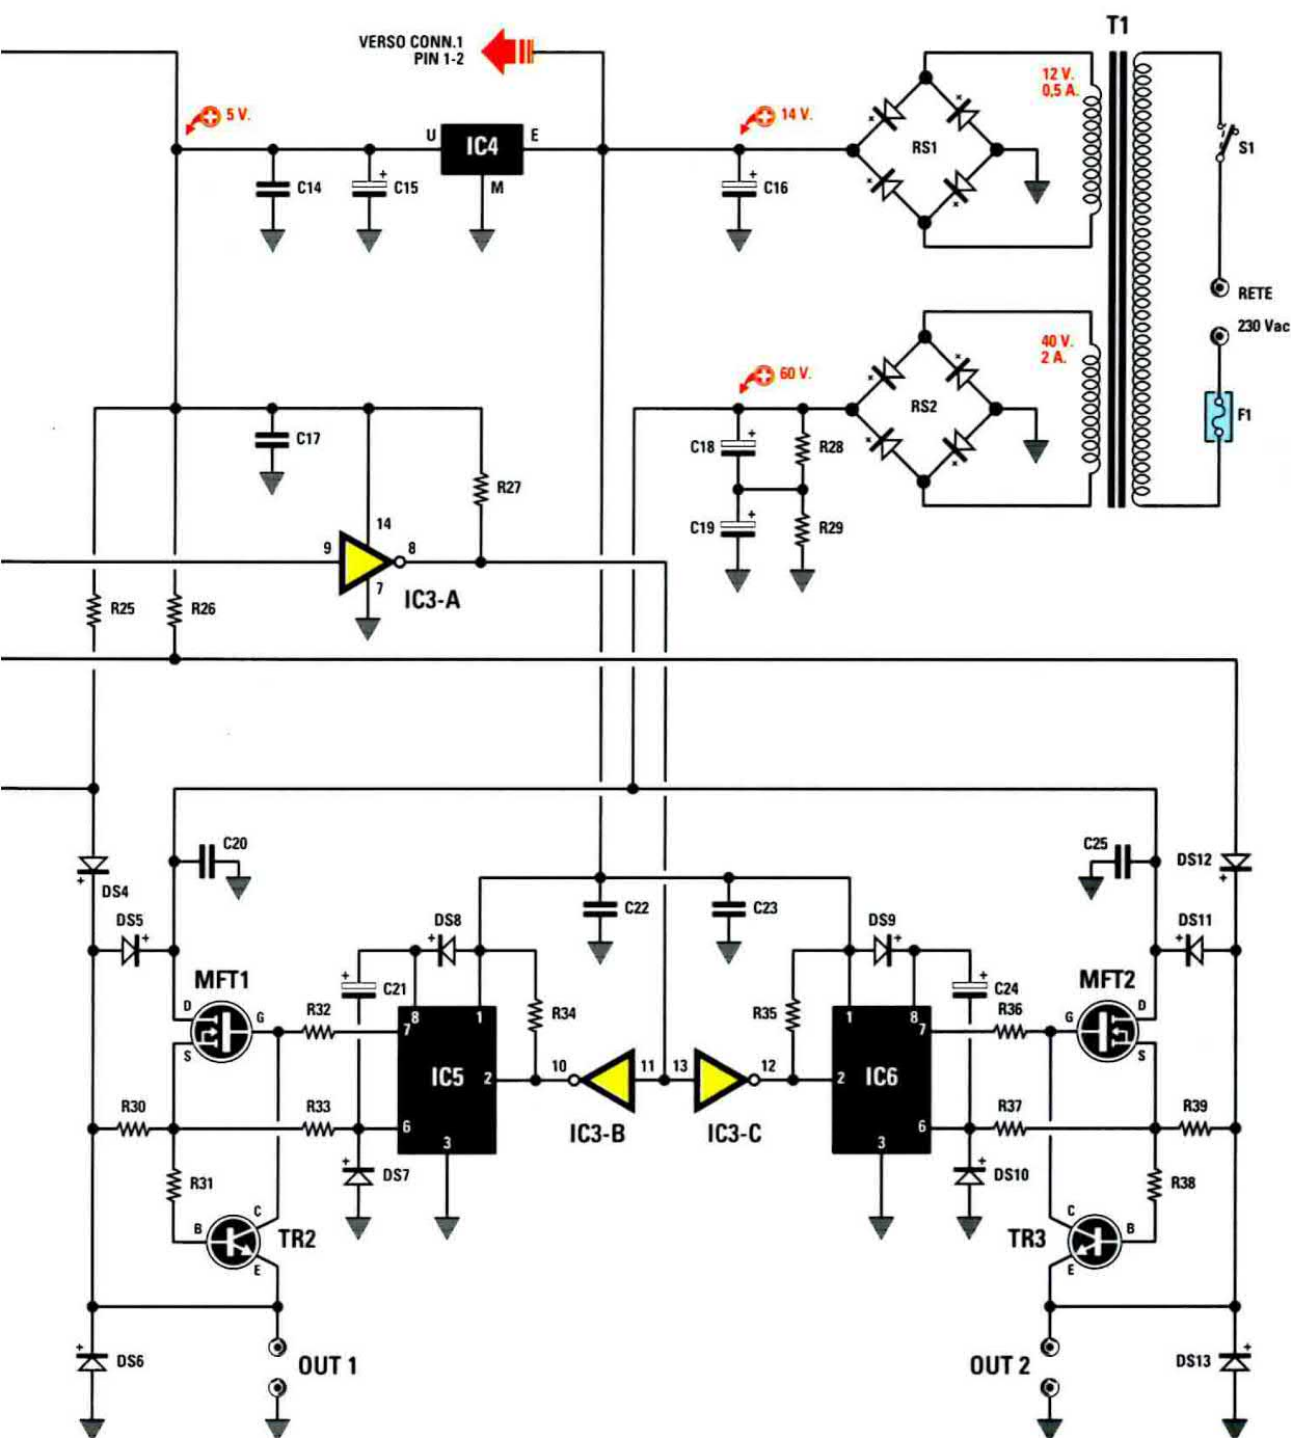 T1
VERSO CONN.1
PIN 1-2
12 V.
0,5 A.
5 V.
14 V.
U
IC4
E
RS1
S1
C14
+
C15
M
+
C16
RETE
230 Vac
40 V.
2 A.
60 V.
RS2
F1
C17
C18
+
R28
R27
14
C19
+
R29
9
8
7
IC3-A
R25
R26
C20
C25
DS12
+
+
DS4
DS5
+
DS8
+
C22
C23
DS9
+
DS11
+
MFT1
+
C21
+
C24
MFT2
D
G
S
R32
8
1
7
R34
R35
1
8
7
R36
G
D
S
IC5
2
10
11
13
12
2
IC6
R30
R33
6
IC3-B
IC3-C
6
R37
R39
3
3
R31
+
DS7
+
DS10
R38
B
C
E
TR2
TR3
C
B
E
+
DS6
OUT 1
OUT 2
DS13
+